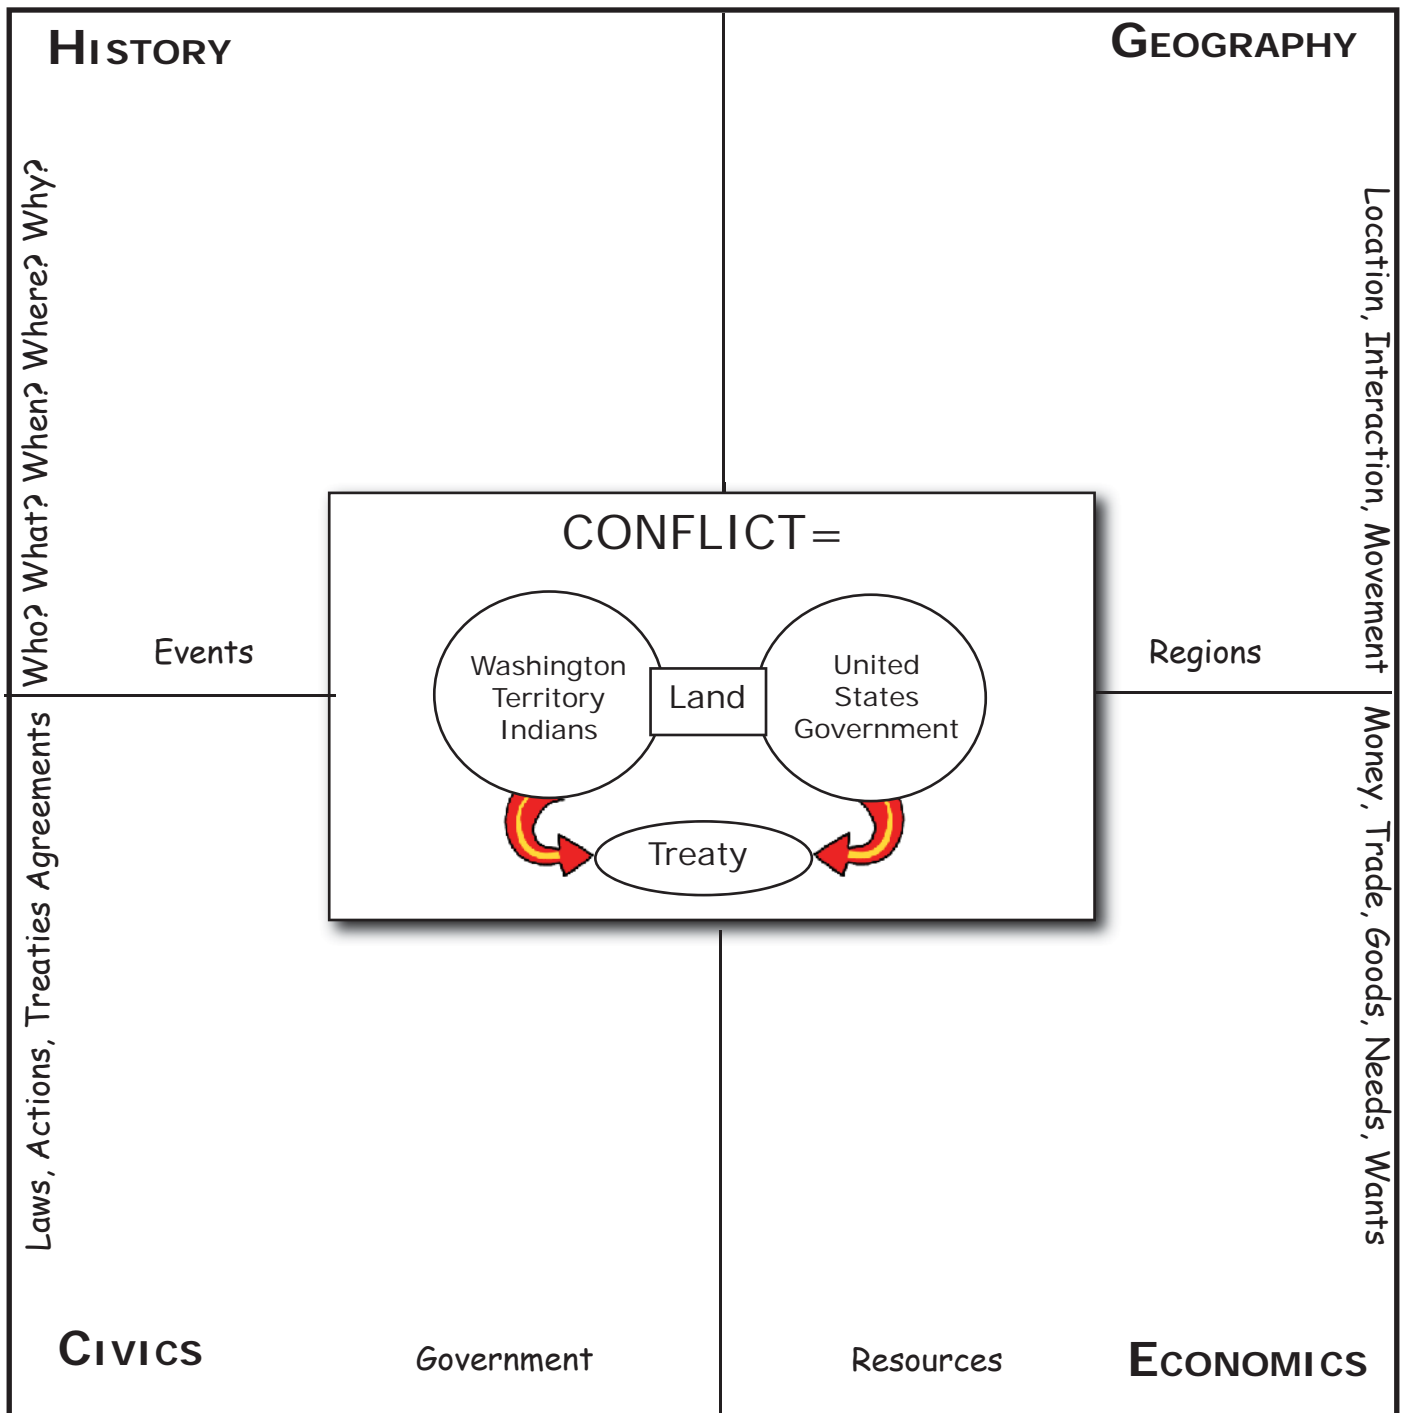 HISTORY
GEOGRAPHY
Who? What? When? Where? Why?
Location, Interaction, Movement
Events
Regions
CONFLICT=
Washington
Territory
Indians
Land
United
States
Government
Treaty
Laws, Actions, Treaties Agreements
Money, Trade, Goods, Needs, Wants
CIVICS
Government
Resources
ECONOMICS